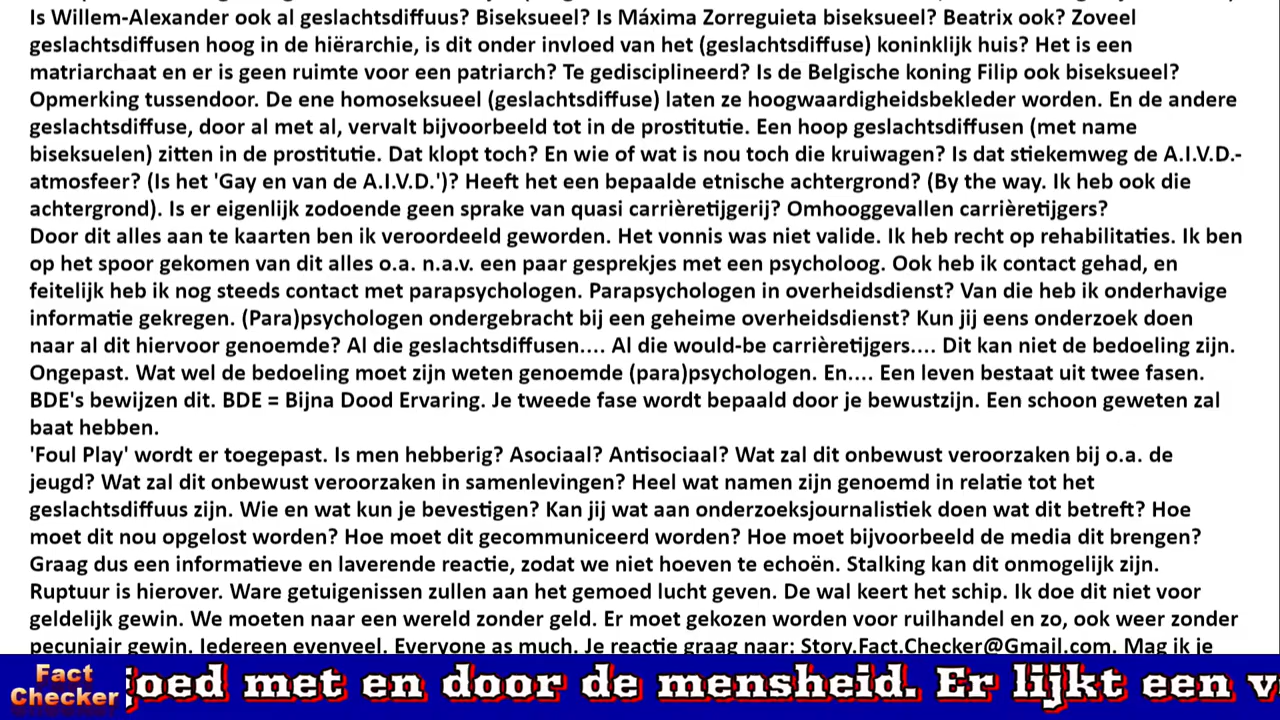 Is Willem-Alexander ook al geslachtsdiffuus? Biseksueel? Is Máxima Zorreguieta biseksueel? Beatrix ook? Zoveel
geslachtsdiffusen hoog in de hiërarchie, is dit onder invloed van het (geslachtsdiffuse) koninklijk huis? Het is een
matriarchaat en er is geen ruimte voor een patriarch? Te gedisciplineerd? Is de Belgische koning Filip ook biseksueel?
Opmerking tussendoor. De ene homoseksueel (geslachtsdiffuse) laten ze hoogwaardigheidsbekleder worden. En de andere
geslachtsdiffuse, door al met al, vervalt bijvoorbeeld tot in de prostitutie. Een hoop geslachtsdiffusen (met name
biseksuelen) zitten in de prostitutie. Dat klopt toch? En wie of wat is nou toch die kruiwagen? Is dat stiekemweg de A.I.V.D.-
atmosfeer? (Is het 'Gay en van de A.I.V.D.')? Heeft het een bepaalde etnische achtergrond? (By the way. Ik heb ook die
achtergrond). Is er eigenlijk zodoende geen sprake van quasi carrièretijgerij? Omhooggevallen carrièretijgers?
Door dit alles aan te kaarten ben ik veroordeeld geworden. Het vonnis was niet valide. Ik heb recht op rehabilitaties. Ik ben
op het spoor gekomen van dit alles o.a. n.a.v. een paar gesprekjes met een psycholoog. Ook heb ik contact gehad, en
feitelijk heb ik nog steeds contact met parapsychologen. Parapsychologen in overheidsdienst? Van die heb ik onderhavige
informatie gekregen. (Para)psychologen ondergebracht bij een geheime overheidsdienst? Kun jij eens onderzoek doen
naar al dit hiervoor genoemde? Al die geslachtsdiffusen.... Al die would-be carrièretijgers.... Dit kan niet de bedoeling zijn.
Ongepast. Wat wel de bedoeling moet zijn weten genoemde (para)psychologen. En.... Een leven bestaat uit twee fasen.
BDE's bewijzen dit. BDE = Bijna Dood Ervaring. Je tweede fase wordt bepaald door je bewustzijn. Een schoon geweten zal
baat hebben.
'Foul Play' wordt er toegepast. Is men hebberig? Asociaal? Antisociaal? Wat zal dit onbewust veroorzaken bij o.a. de
jeugd? Wat zal dit onbewust veroorzaken in samenlevingen? Heel wat namen zijn genoemd in relatie tot het
geslachtsdiffuus zijn. Wie en wat kun je bevestigen? Kan jij wat aan onderzoeksjournalistiek doen wat dit betreft? Hoe
moet dit nou opgelost worden? Hoe moet dit gecommuniceerd worden? Hoe moet bijvoorbeeld de media dit brengen?
Graag dus een informatieve en laverende reactie, zodat we niet hoeven te echoën. Stalking kan dit onmogelijk zijn.
Ruptuur is hierover. Ware getuigenissen zullen aan het gemoed lucht geven. De wal keert het schip. Ik doe dit niet voor
geldelijk gewin. We moeten naar een wereld zonder geld. Er moet gekozen worden voor ruilhandel en zo, ook weer zonder
pecuniair gewin. Iedereen evenveel. Everyone as much. Je reactie graag naar: Story.Fact.Checker@Gmail.com. Mag ik je
Fact
Checker
joed met en door de mensheid. Er lijkt een v